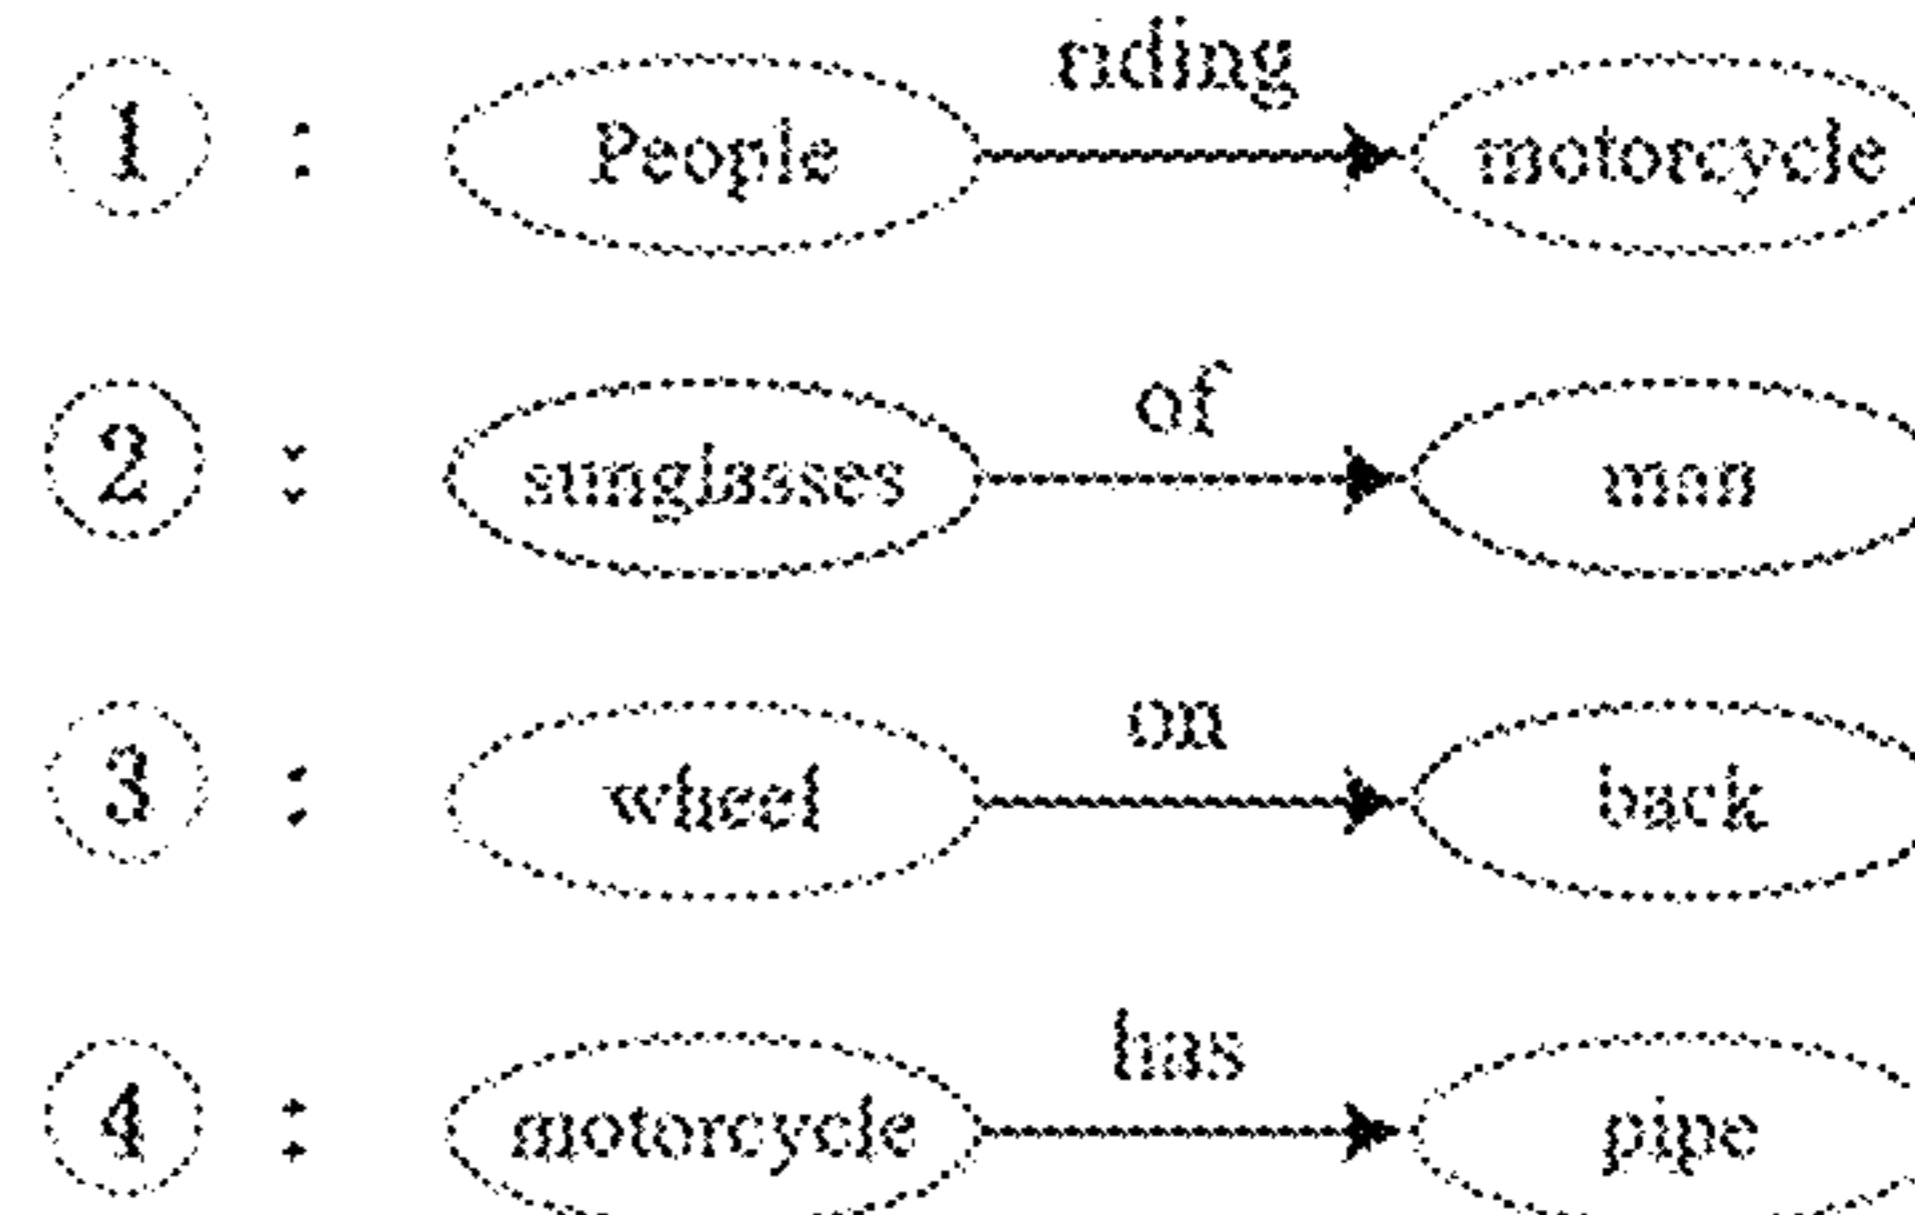 1 : People riding motorcycle
2 : sunglasses of man
3 : wheel on back
4 : motorcycle has pipe